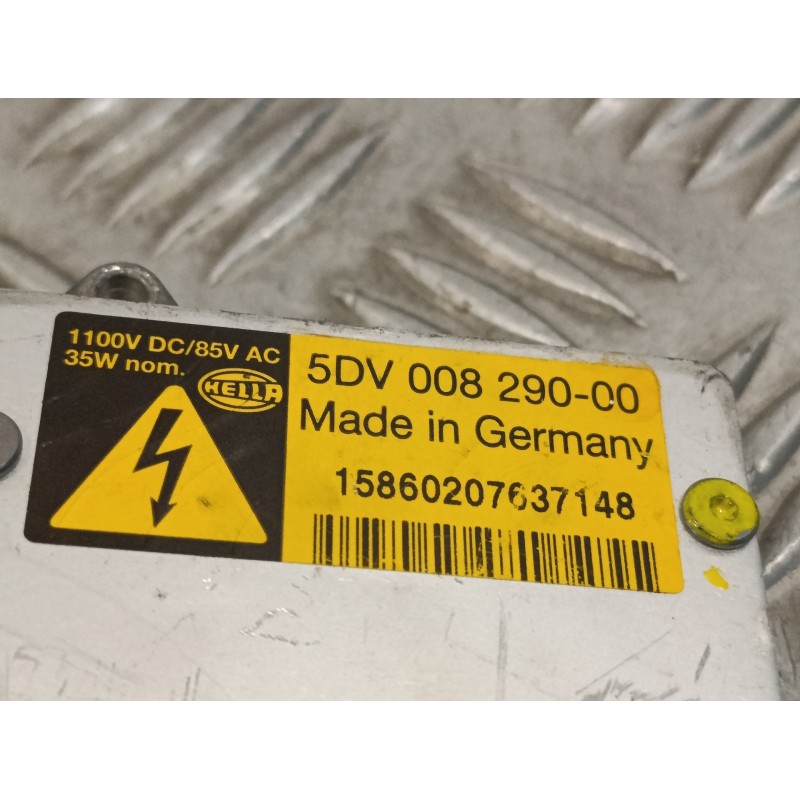 1100V DC/85V AC
35W nom.
HELLA
5DV 008 290-00
Made in Germany
15860207637148